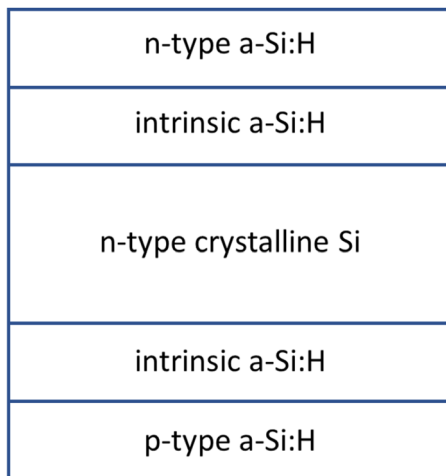 n-type a-Si:H
intrinsic a-Si:H
n-type crystalline Si
intrinsic a-Si:H
p-type a-Si:H